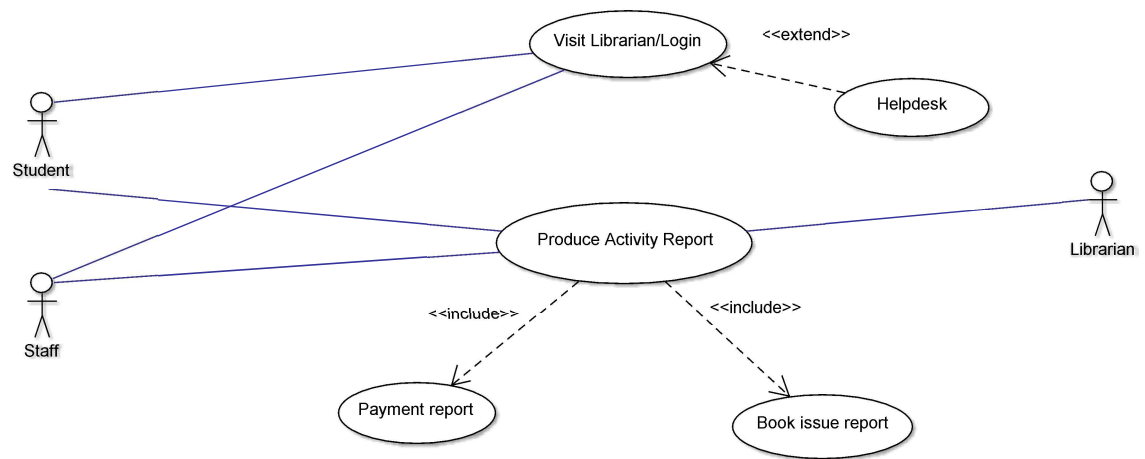 Visit Librarian/Login
<<extend>>
Helpdesk
Student
Produce Activity Report
Librarian
Staff
<<include>>
<<include>>
Payment report
Book issue report